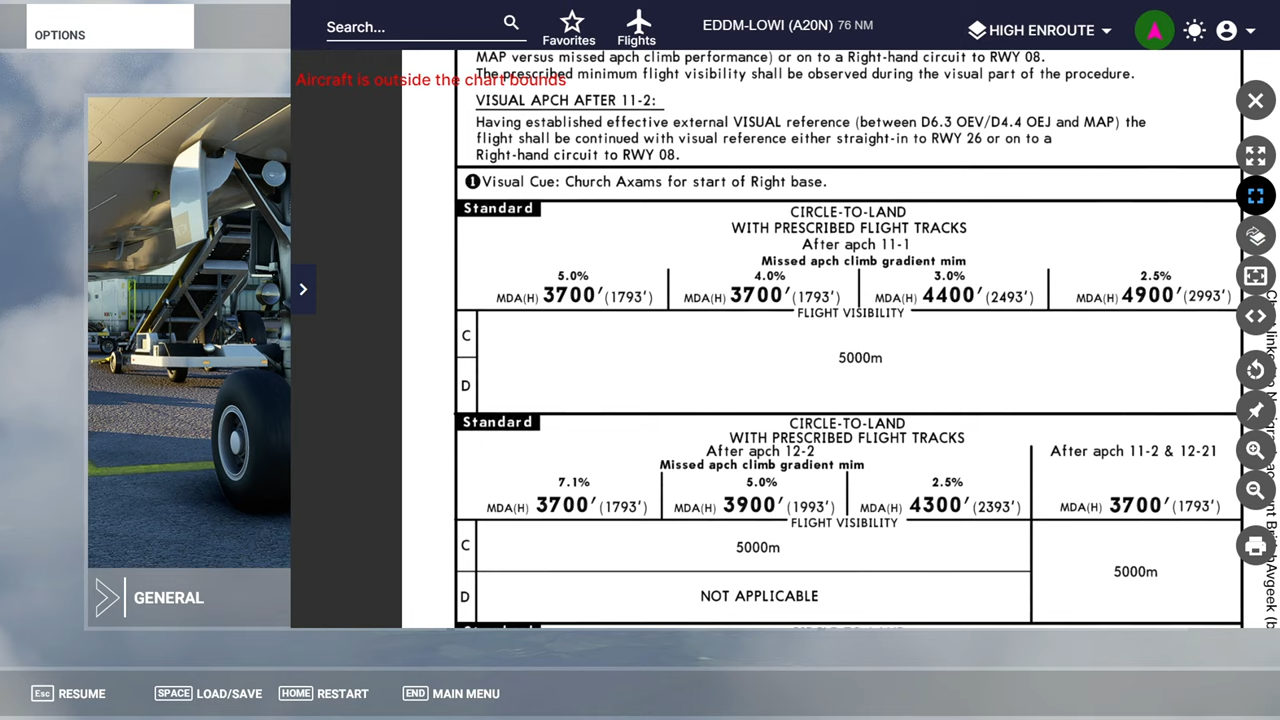 OPTIONS
Search...
Favorites
Flights
EDDM-LOWI (A20N) 76 NM
HIGH ENROUTE
MAP versus missed apch climb performance) or on to a Right-hand circuit to RWY 08.
Aircraft is outside the chart bounds
The prescribed minimum flight visibility shall be observed during the visual part of the procedure.
VISUAL APCH AFTER 11-2:
Having established effective external VISUAL reference (between D6.3 OEV/D4.4 OEJ and MAP) the
flight shall be continued with visual reference either straight-in to RWY 26 or on to a
Right-hand circuit to RWY 08.
1 Visual Cue: Church Axams for start of Right base.
Standard
CIRCLE-TO-LAND
WITH PRESCRIBED FLIGHT TRACKS
After apch 11-1
Missed apch climb gradient mim
5.0% 4.0% 3.0% 2.5%
MDA(H) 3700′(1793′) MDA(H) 3700′(1793′) MDA(H) 4400′(2493′) MDA(H) 4900′(2993′)
FLIGHT VISIBILITY
C
5000m
D
Standard
CIRCLE-TO-LAND
WITH PRESCRIBED FLIGHT TRACKS
After apch 12-2 After apch 11-2 & 12-21
Missed apch climb gradient mim
7.1% 5.0% 2.5%
MDA(H) 3700′(1793′) MDA(H) 3900′(1993′) MDA(H) 4300′(2393′) MDA(H) 3700′(1793′)
FLIGHT VISIBILITY
C 5000m
5000m
D NOT APPLICABLE
GENERAL
Esc RESUME
SPACE LOAD/SAVE
HOME RESTART
END MAIN MENU